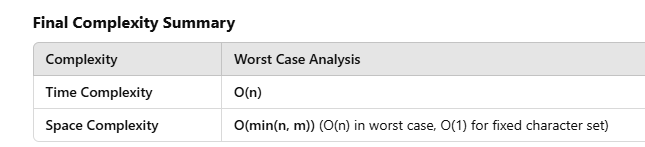 Final Complexity Summary
Complexity Worst Case Analysis
Time Complexity O(n)
Space Complexity O(min(n, m)) (O(n) in worst case, O(1) for fixed character set)